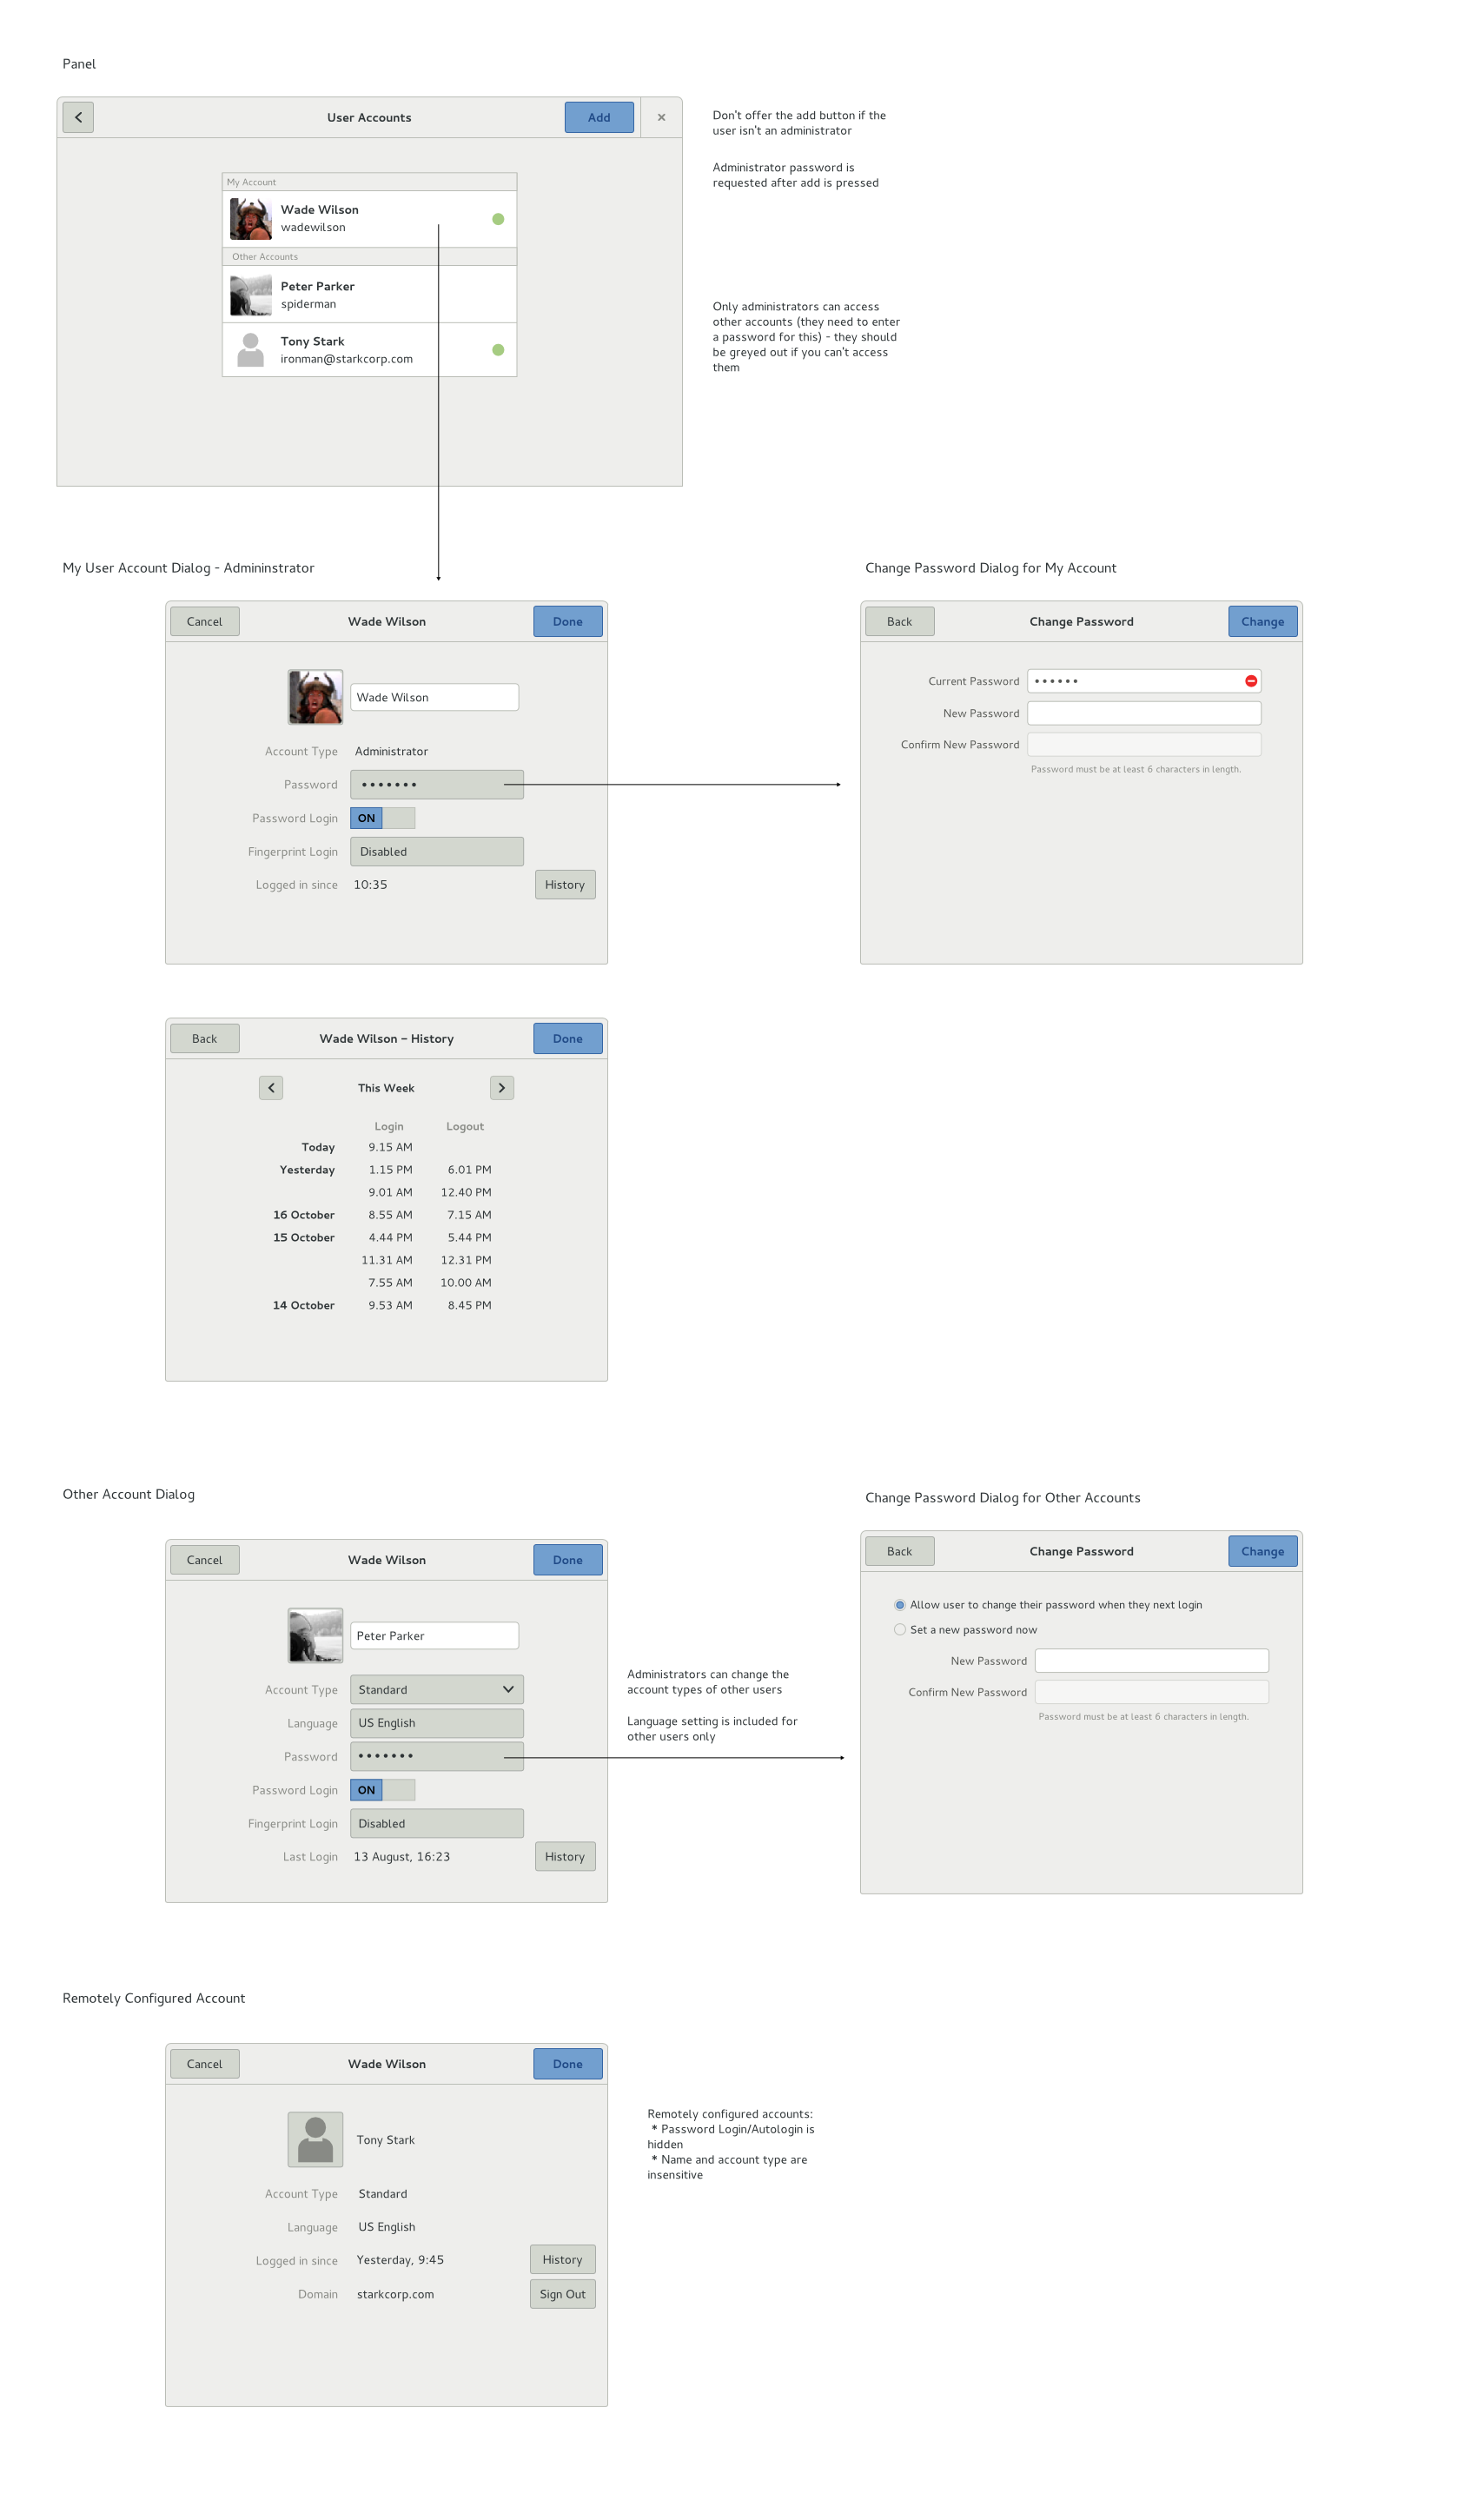 Panel
User Accounts
Add
×
Don't offer the add button if the
user isn't an administrator
Administrator password is
requested after add is pressed
My Account
Wade Wilson
wadewilson
Other Accounts
Peter Parker
spiderman
Tony Stark
ironman@starkcorp.com
Only administrators can access
other accounts (they need to enter
a password for this) - they should
be greyed out if you can't access
them
My User Account Dialog - Admininstrator
Cancel
Wade Wilson
Done
Wade Wilson
Account Type Administrator
Password •••••••
Password Login ON
Fingerprint Login Disabled
Logged in since 10:35 History
Change Password Dialog for My Account
Back
Change Password
Change
Current Password ••••••
New Password
Confirm New Password
Password must be at least 6 characters in length.
Back
Wade Wilson – History
Done
This Week
Login Logout
Today 9.15 AM
Yesterday 1.15 PM 6.01 PM
9.01 AM 12.40 PM
16 October 8.55 AM 7.15 AM
15 October 4.44 PM 5.44 PM
11.31 AM 12.31 PM
7.55 AM 10.00 AM
14 October 9.53 AM 8.45 PM
Other Account Dialog
Cancel
Wade Wilson
Done
Peter Parker
Account Type Standard
Language US English
Password •••••••
Password Login ON
Fingerprint Login Disabled
Last Login 13 August, 16:23 History
Administrators can change the
account types of other users
Language setting is included for
other users only
Change Password Dialog for Other Accounts
Back
Change Password
Change
Allow user to change their password when they next login
Set a new password now
New Password
Confirm New Password
Password must be at least 6 characters in length.
Remotely Configured Account
Cancel
Wade Wilson
Done
Tony Stark
Account Type Standard
Language US English
Logged in since Yesterday, 9:45 History
Domain starkcorp.com Sign Out
Remotely configured accounts:
* Password Login/Autologin is
hidden
* Name and account type are
insensitive